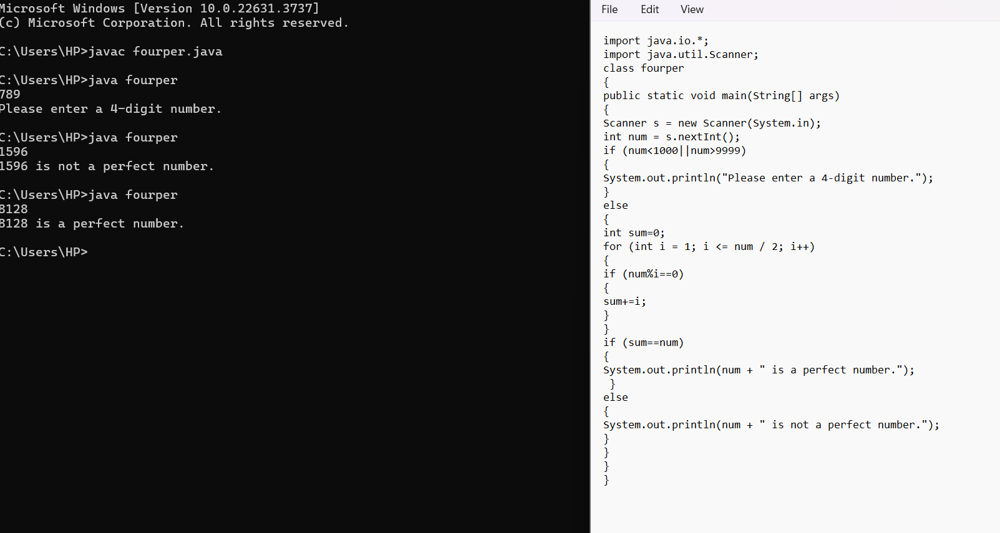 Microsoft Windows [Version 10.0.22631.3737]
(c) Microsoft Corporation. All rights reserved.
C:\Users\HP>javac fourper.java
C:\Users\HP>java fourper
789
Please enter a 4-digit number.
C:\Users\HP>java fourper
1596
1596 is not a perfect number.
C:\Users\HP>java fourper
8128
8128 is a perfect number.
C:\Users\HP>
File Edit View
import java.io.*;
import java.util.Scanner;
class fourper
{
public static void main(String[] args)
{
Scanner s = new Scanner(System.in);
int num = s.nextInt();
if (num<1000||num>9999)
{
System.out.println("Please enter a 4-digit number.");
}
else
{
int sum=0;
for (int i = 1; i <= num / 2; i++)
{
if (num%i==0)
{
sum+=i;
}
}
if (sum==num)
{
System.out.println(num + " is a perfect number.");
}
else
{
System.out.println(num + " is not a perfect number.");
}
}
}
}